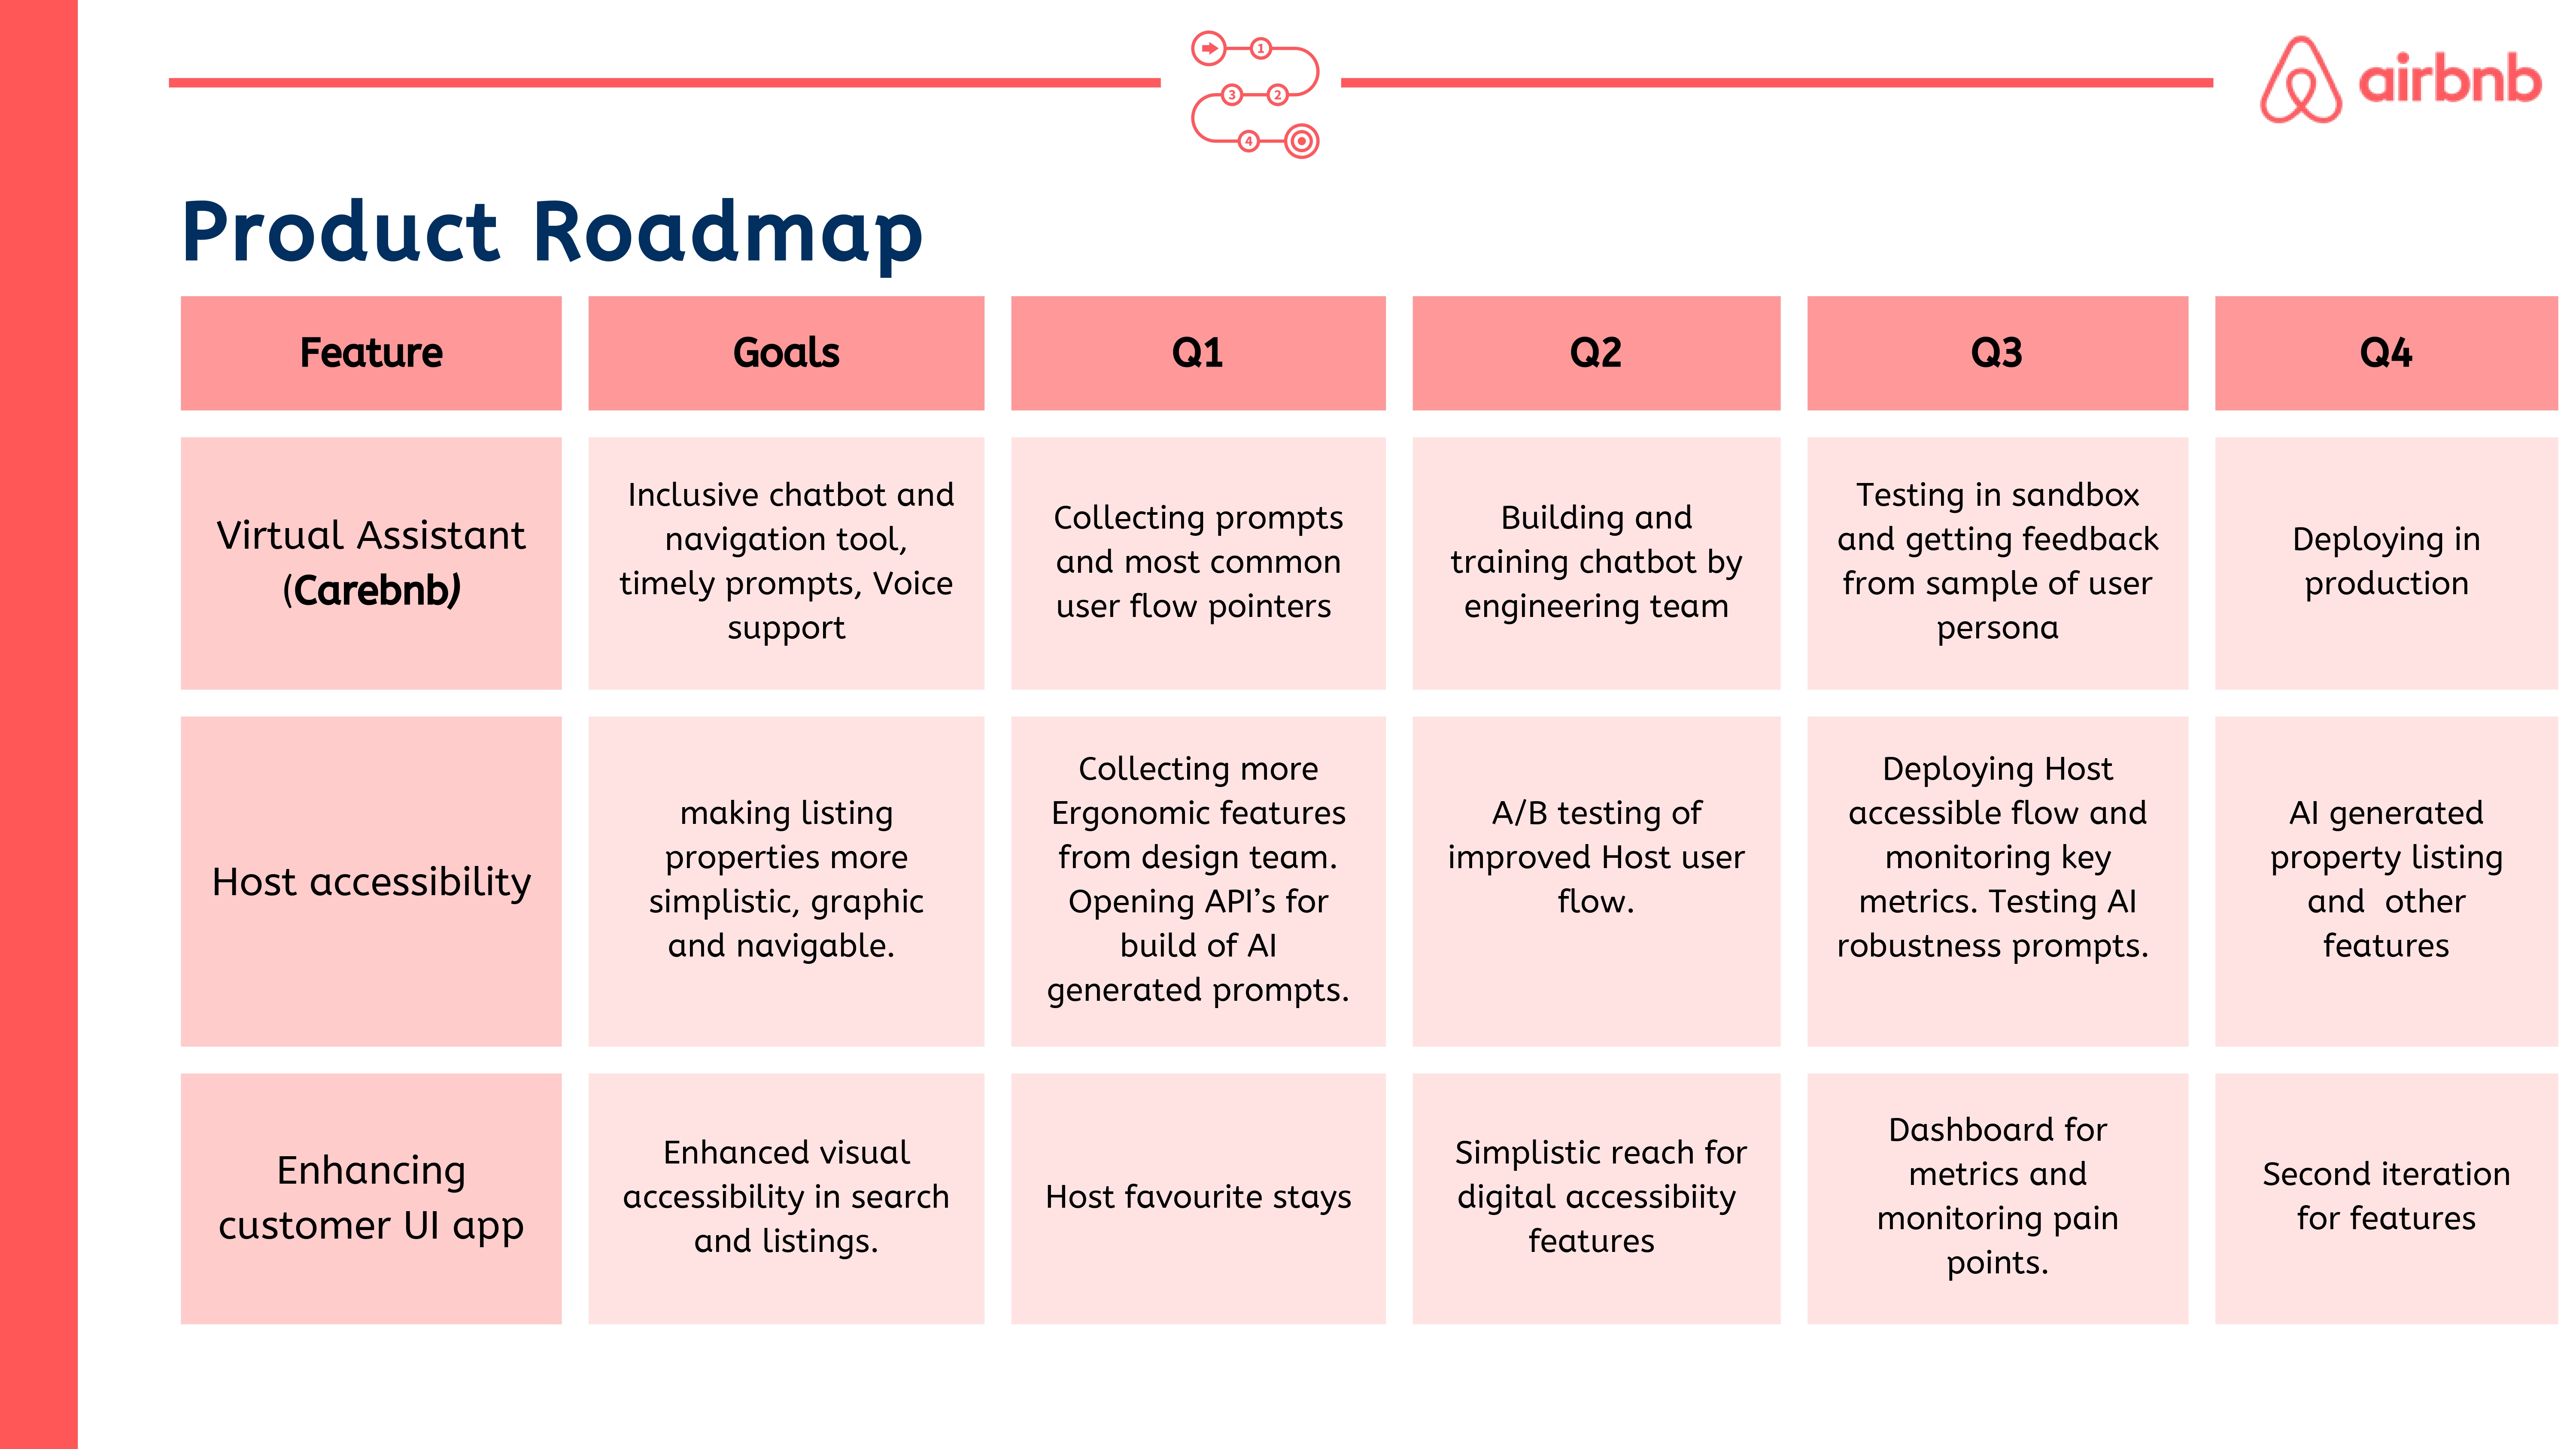 1
3
2
4
airbnb
Product Roadmap
Feature
Goals
Q1
Q2
Q3
Q4
Virtual Assistant
(Carebnb)
Inclusive chatbot and
navigation tool,
timely prompts, Voice
support
Collecting prompts
and most common
user flow pointers
Building and
training chatbot by
engineering team
Testing in sandbox
and getting feedback
from sample of user
persona
Deploying in
production
Host accessibility
making listing
properties more
simplistic, graphic
and navigable.
Collecting more
Ergonomic features
from design team.
Opening API’s for
build of AI
generated prompts.
A/B testing of
improved Host user
flow.
Deploying Host
accessible flow and
monitoring key
metrics. Testing AI
robustness prompts.
AI generated
property listing
and other
features
Enhancing
customer UI app
Enhanced visual
accessibility in search
and listings.
Host favourite stays
Simplistic reach for
digital accessibiity
features
Dashboard for
metrics and
monitoring pain
points.
Second iteration
for features